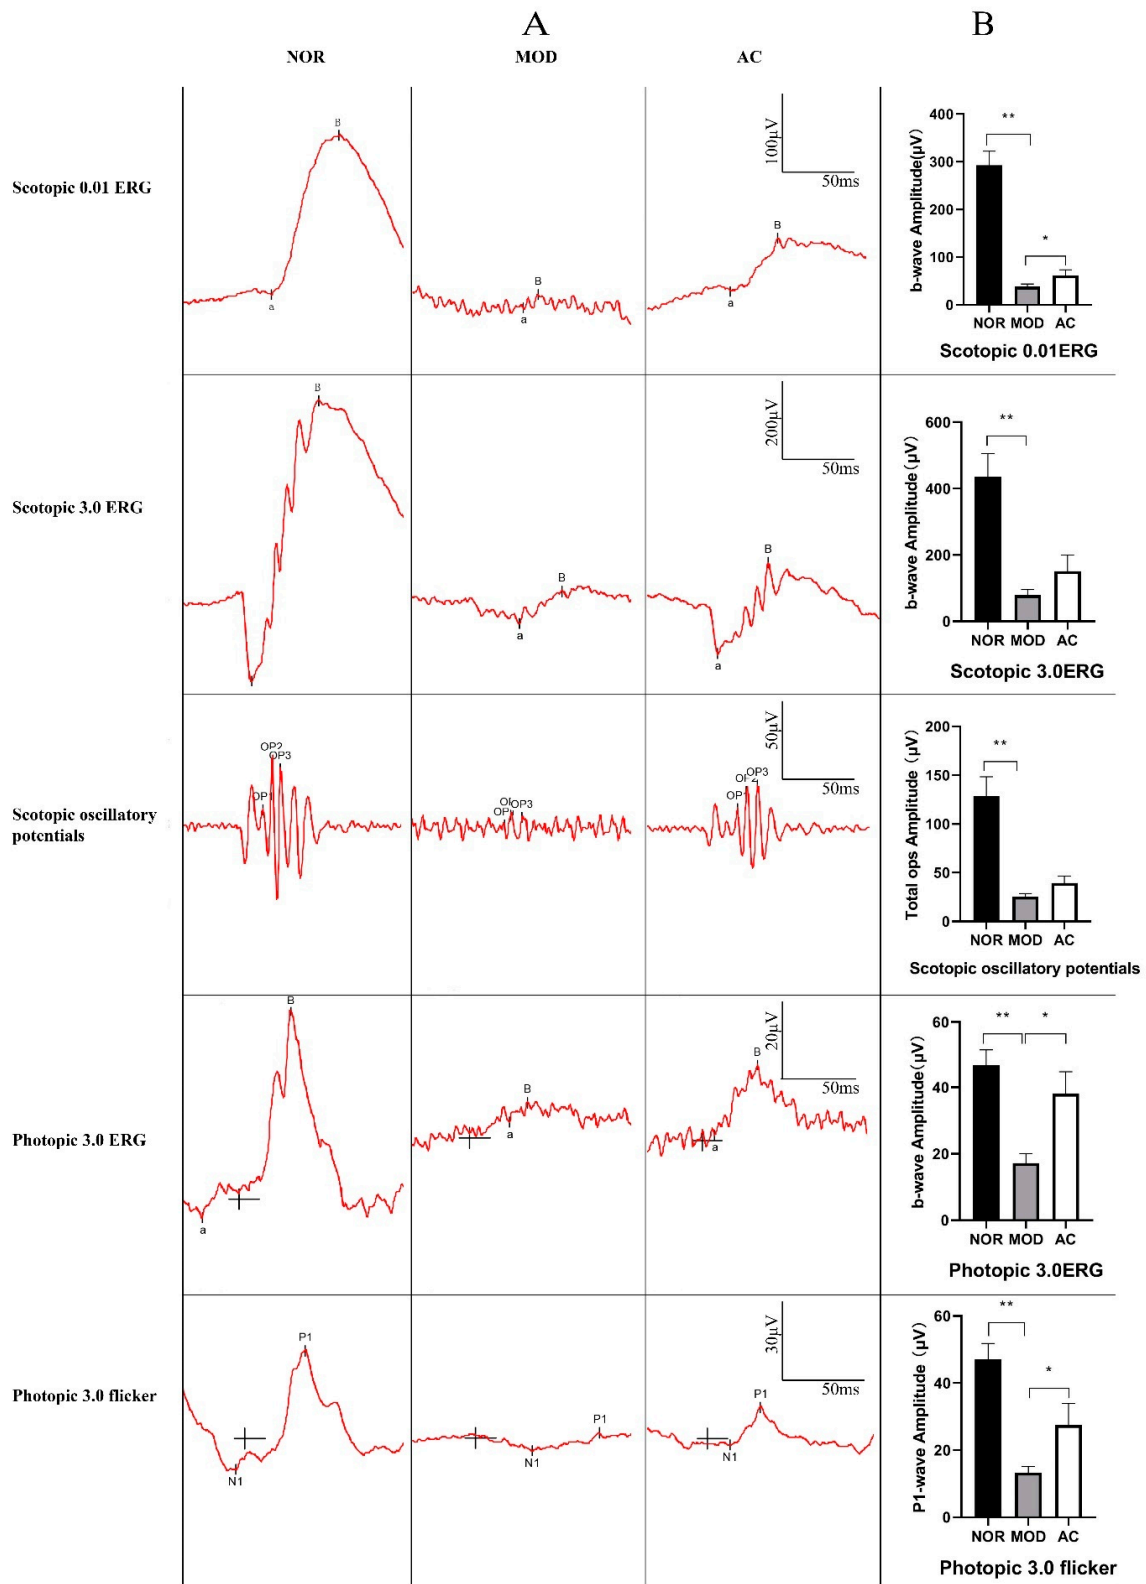 A
B
NOR
MOD
AC
Scotopic 0.01 ERG
B
a
B
a
B
a
100μV
50ms
b-wave Amplitude(μV)
400
300
200
100
0
**
*
NOR MOD AC
Scotopic 0.01ERG
Scotopic 3.0 ERG
B
B
a
B
a
200μV
50ms
b-wave Amplitude(μV)
600
400
200
0
**
NOR MOD AC
Scotopic 3.0ERG
Scotopic oscillatory
potentials
OP2
OP3
OP1
OP3
OP3
50μV
50ms
Total ops Amplitude (μV)
200
150
100
50
0
**
NOR MOD AC
Scotopic oscillatory potentials
Photopic 3.0 ERG
B
a
B
a
B
a
20μV
50ms
b-wave Amplitude(μV)
60
40
20
0
** *
NOR MOD AC
Photopic 3.0ERG
Photopic 3.0 flicker
P1
N1
P1
N1
P1
N1
30μV
50ms
P1-wave Amplitude (μV)
60
40
20
0
**
*
NOR MOD AC
Photopic 3.0 flicker